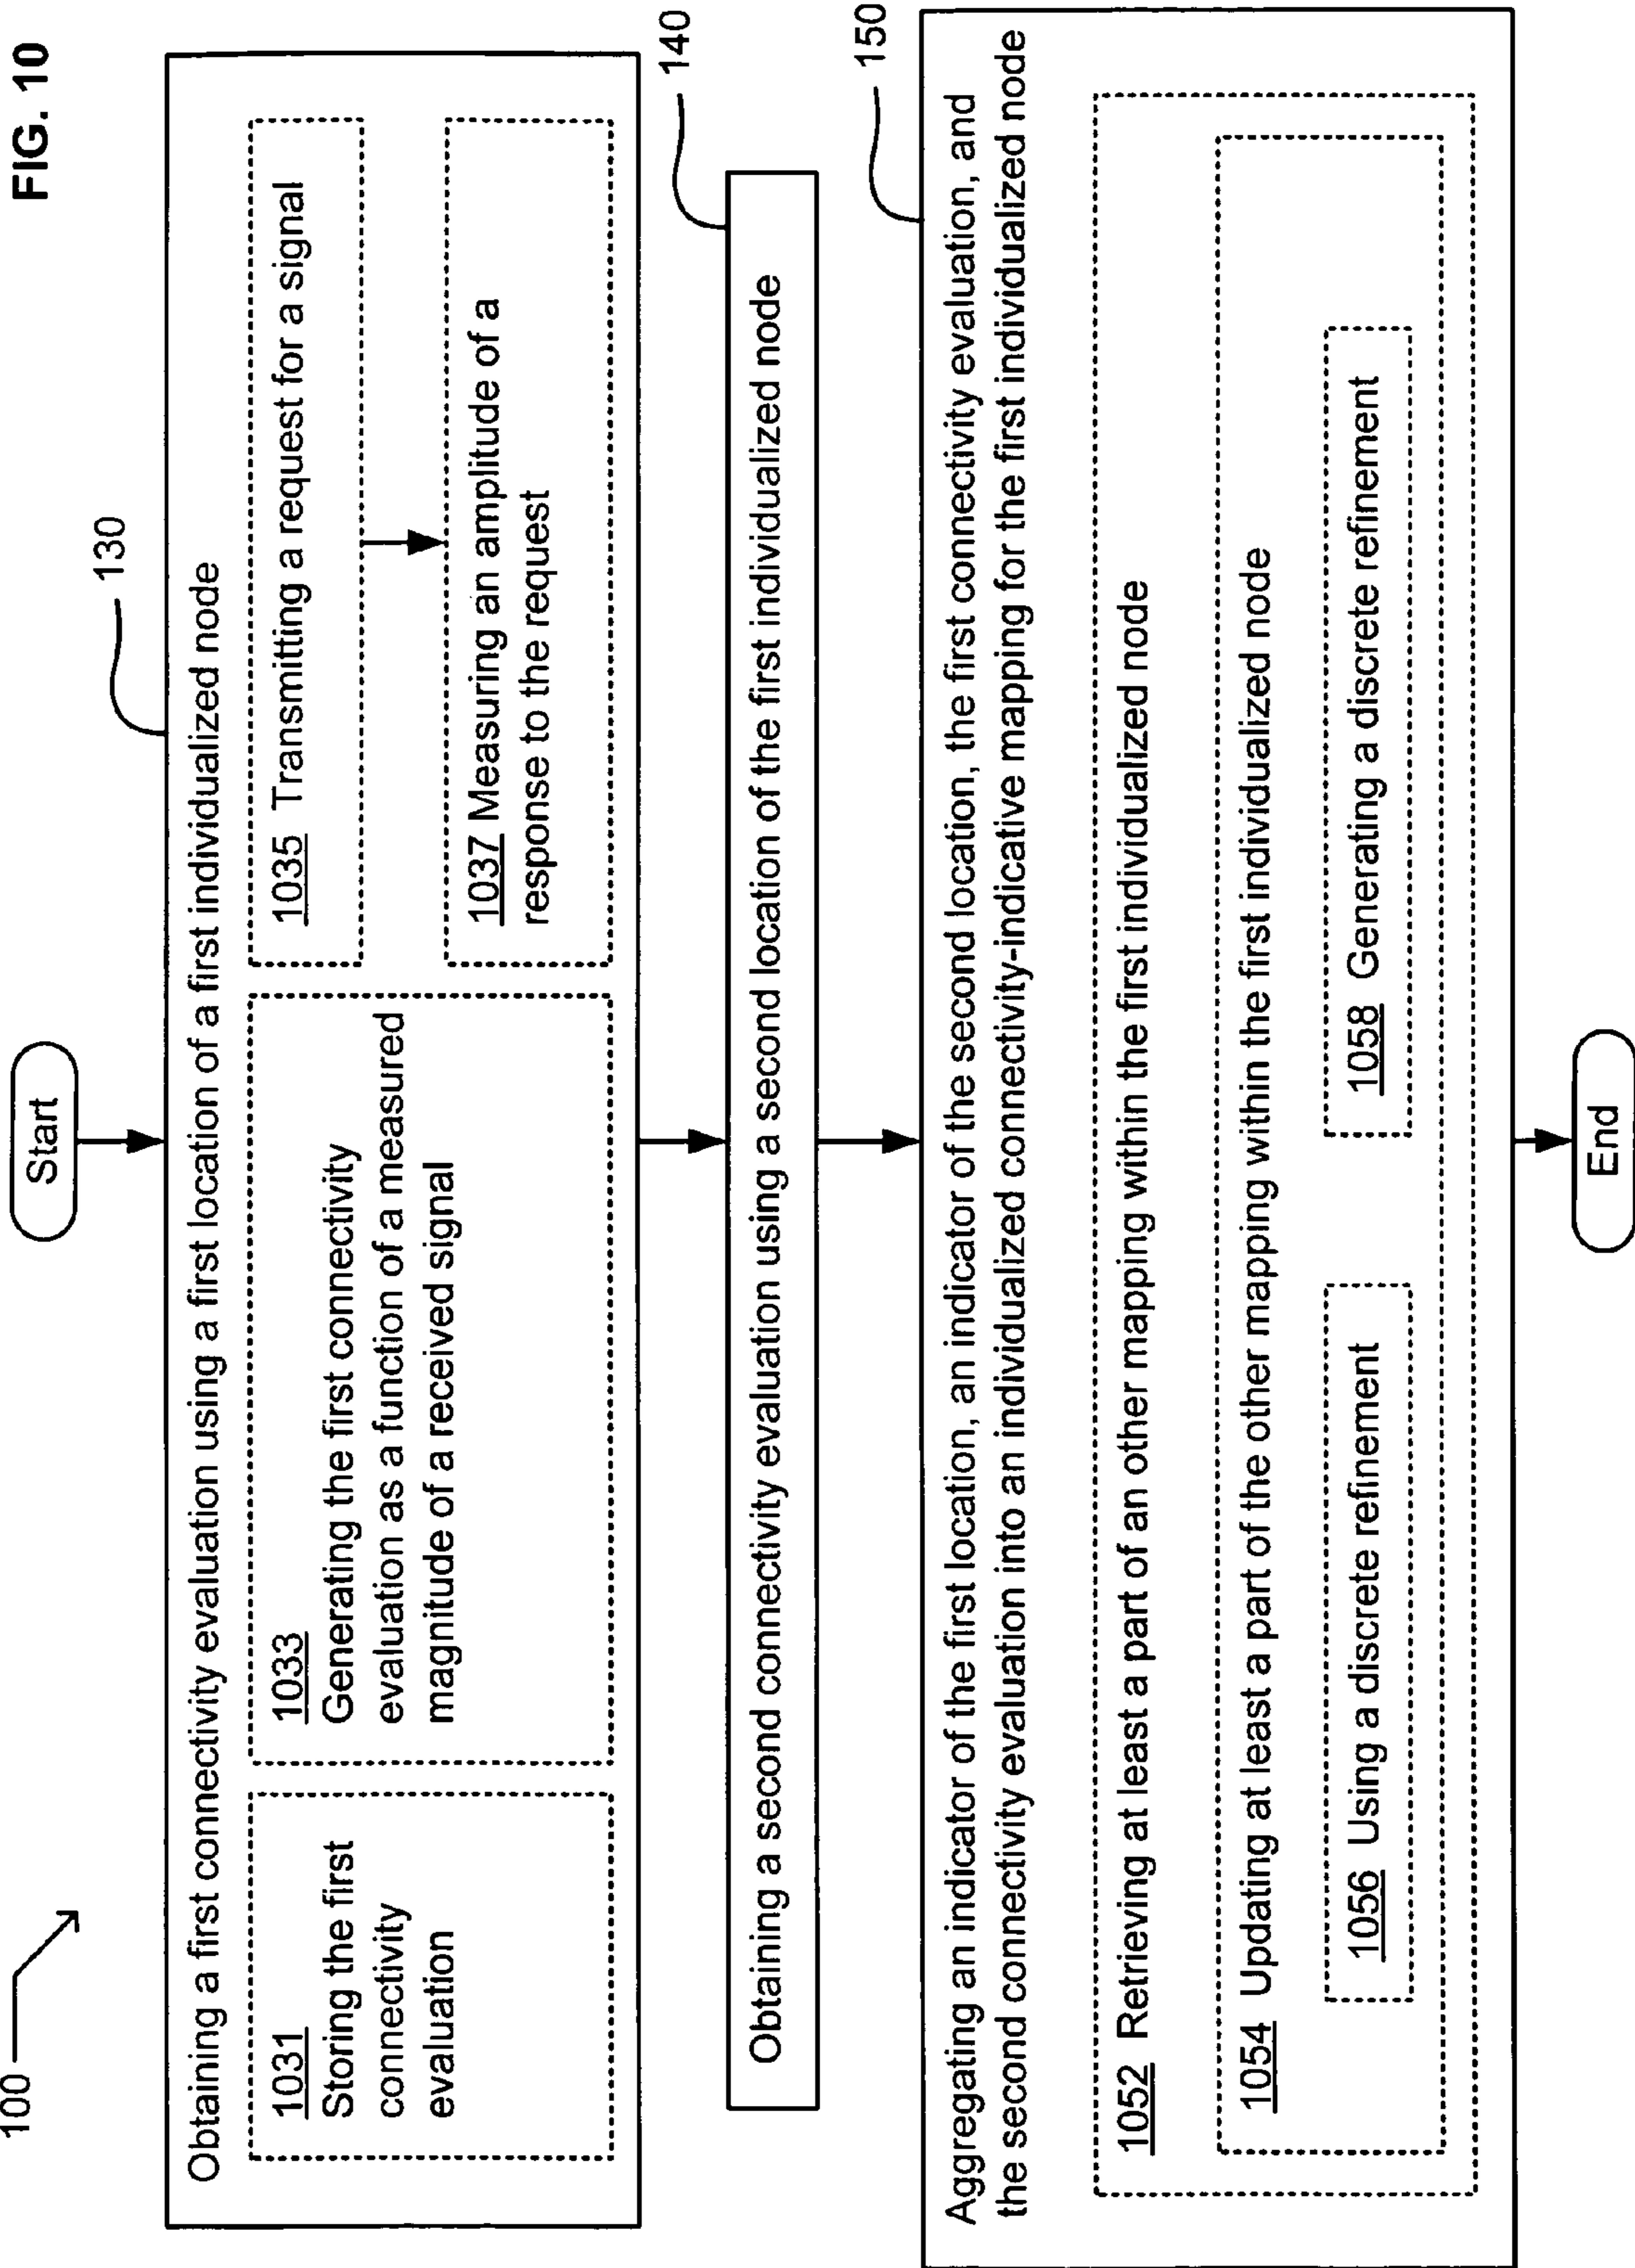 FIG. 10
100
Start
130
Obtaining a first connectivity evaluation using a first location of a first individualized node
1031
Storing the first
connectivity
evaluation
1033
Generating the first connectivity
evaluation as a function of a measured
magnitude of a received signal
1035 Transmitting a request for a signal
1037 Measuring an amplitude of a
response to the request
140
Obtaining a second connectivity evaluation using a second location of the first individualized node
150
Aggregating an indicator of the first location, an indicator of the second location, the first connectivity evaluation, and
the second connectivity evaluation into an individualized connectivity-indicative mapping for the first individualized node
1052 Retrieving at least a part of an other mapping within the first individualized node
1054 Updating at least a part of the other mapping within the first individualized node
1056 Using a discrete refinement
1058 Generating a discrete refinement
End